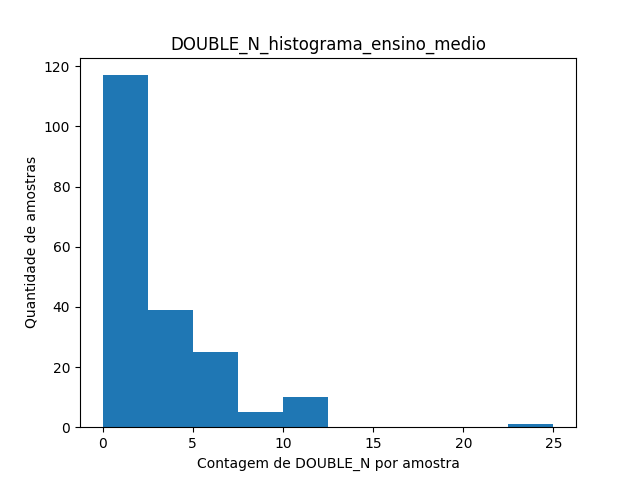 DOUBLE_N_histograma_ensino_medio
120
100
80
60
40
20
0
Quantidade de amostras
0 5 10 15 20 25
Contagem de DOUBLE_N por amostra